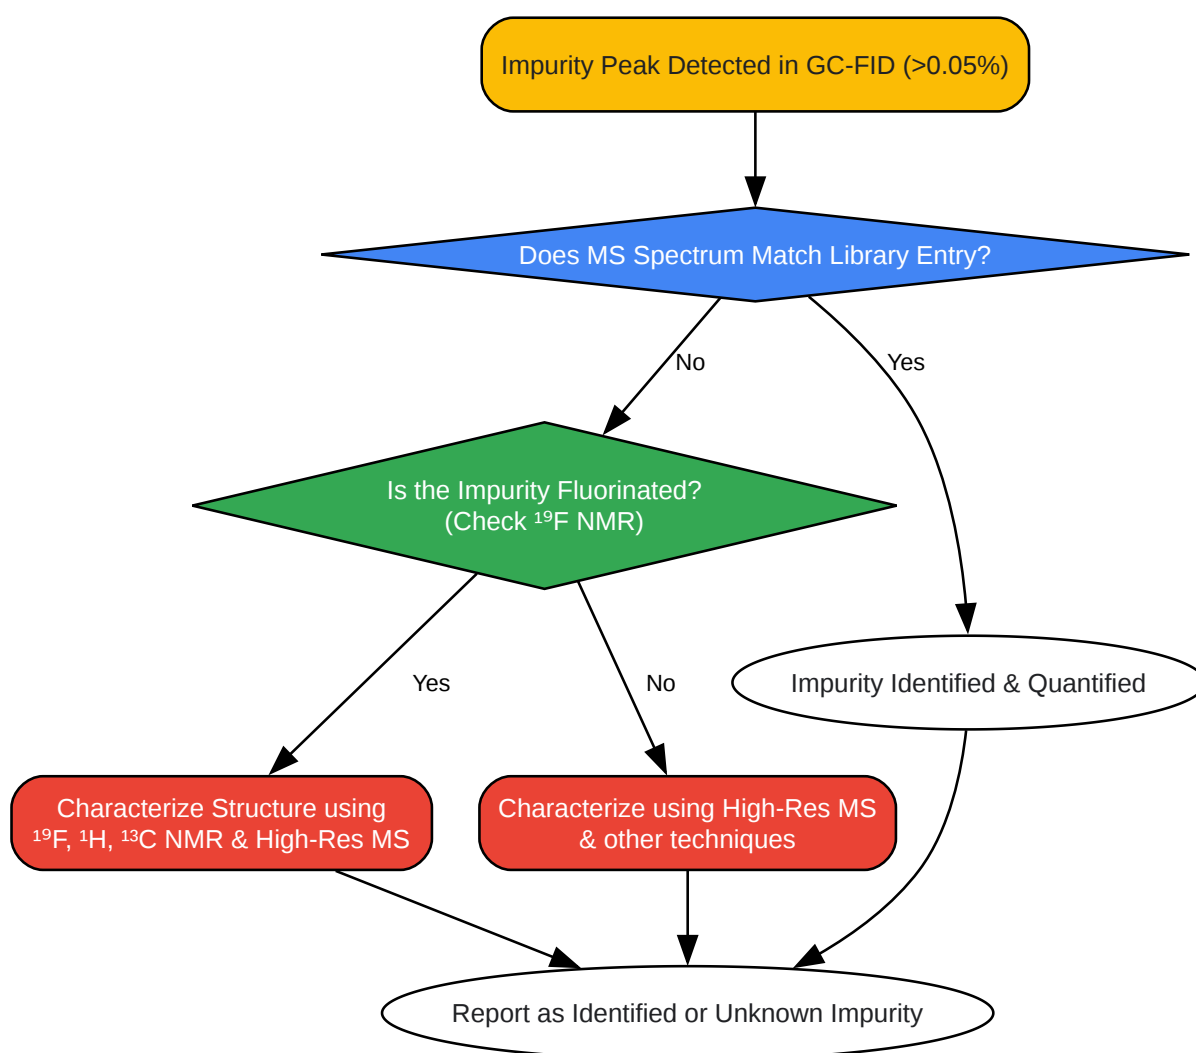 Impurity Peak Detected in GC-FID (>0.05%)
Does MS Spectrum Match Library Entry?
No
Yes
Is the Impurity Fluorinated?
(Check ¹⁹F NMR)
Yes
No
Impurity Identified & Quantified
Characterize Structure using
¹⁹F, ¹H, ¹³C NMR & High-Res MS
Characterize using High-Res MS
& other techniques
Report as Identified or Unknown Impurity